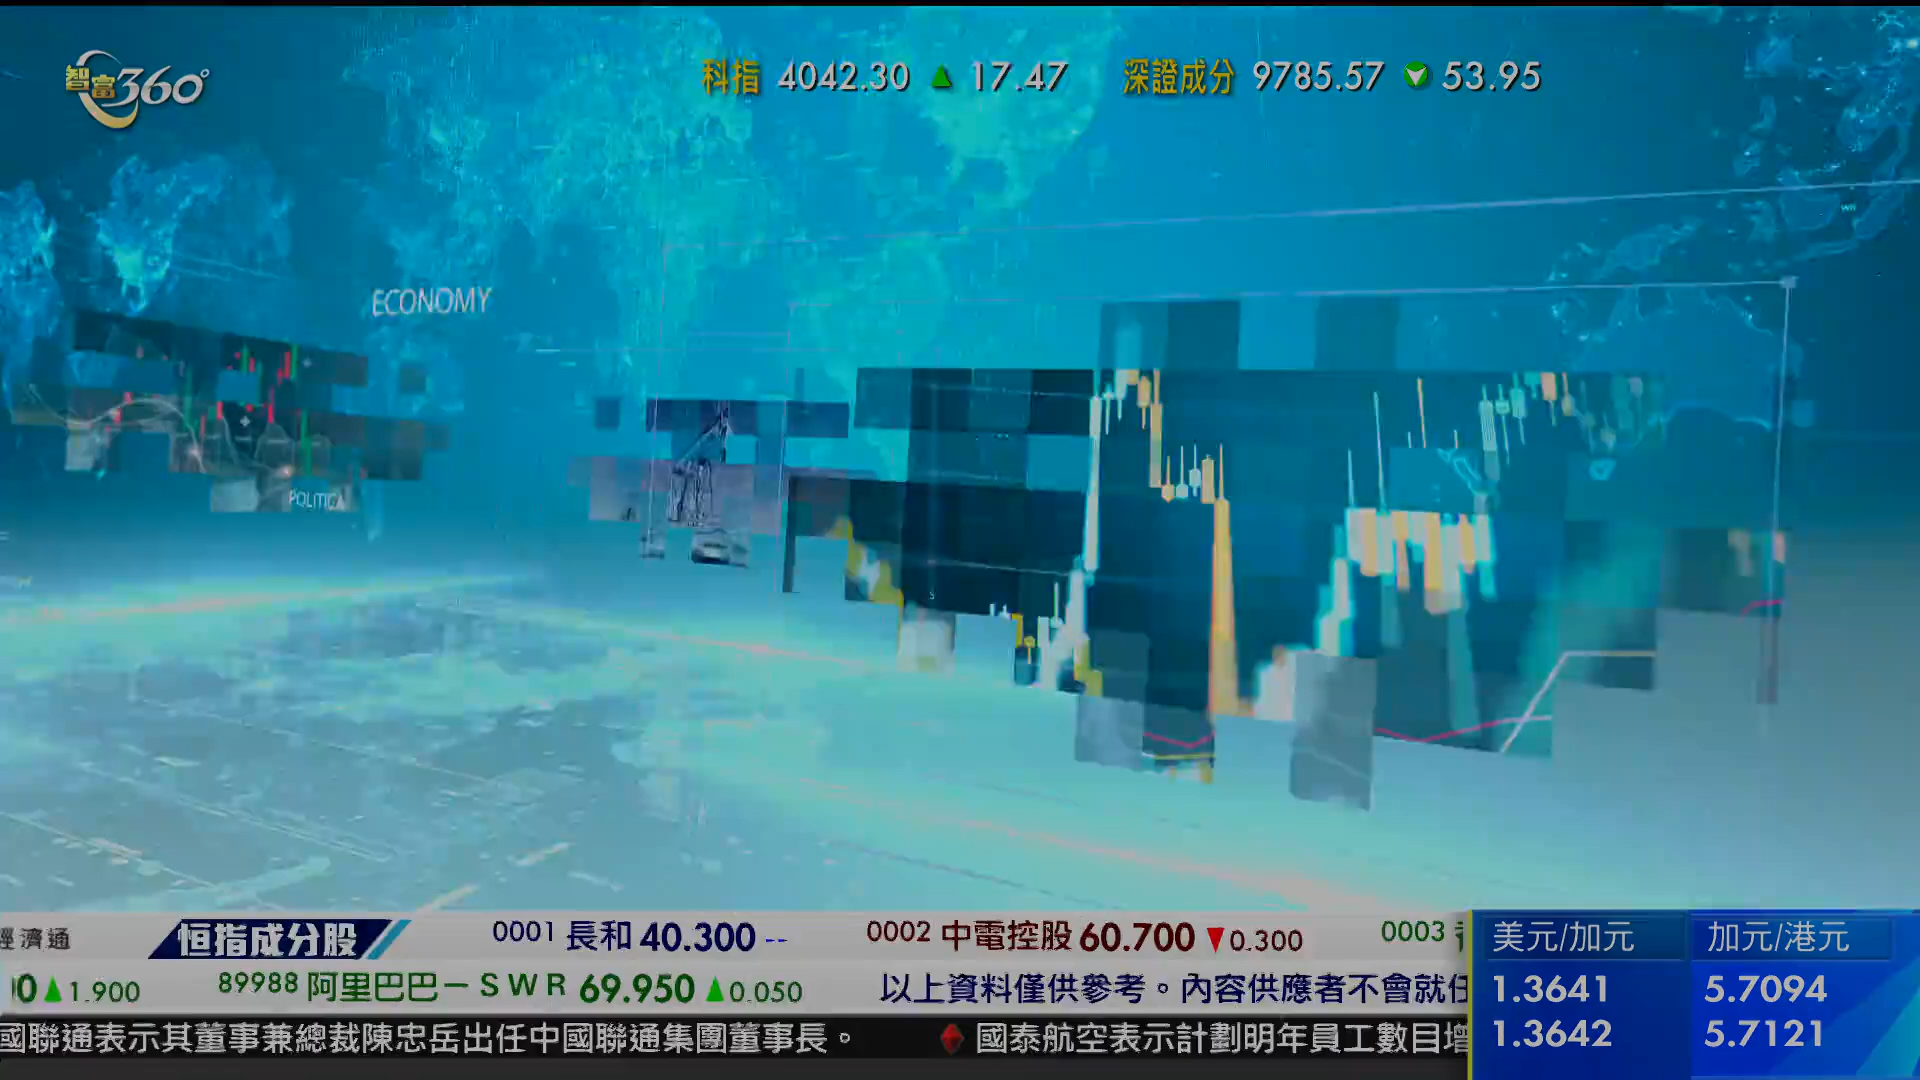 智富360°
科指 4042.30 ▲ 17.47 深證成分 9785.57 ▼ 53.95
ECONOMY
POLITICA
經濟通 恒指成分股 0001 長和 40.300 -- 0002 中電控股 60.700 ▼0.300 0003
0 ▲1.900 89988 阿里巴巴－ＳＷＲ 69.950 ▲0.050 以上資料僅供參考。內容供應者不會就任
國聯通表示其董事兼總裁陳忠岳出任中國聯通集團董事長。 國泰航空表示計劃明年員工數目增
美元/加元 加元/港元
1.3641 5.7094
1.3642 5.7121